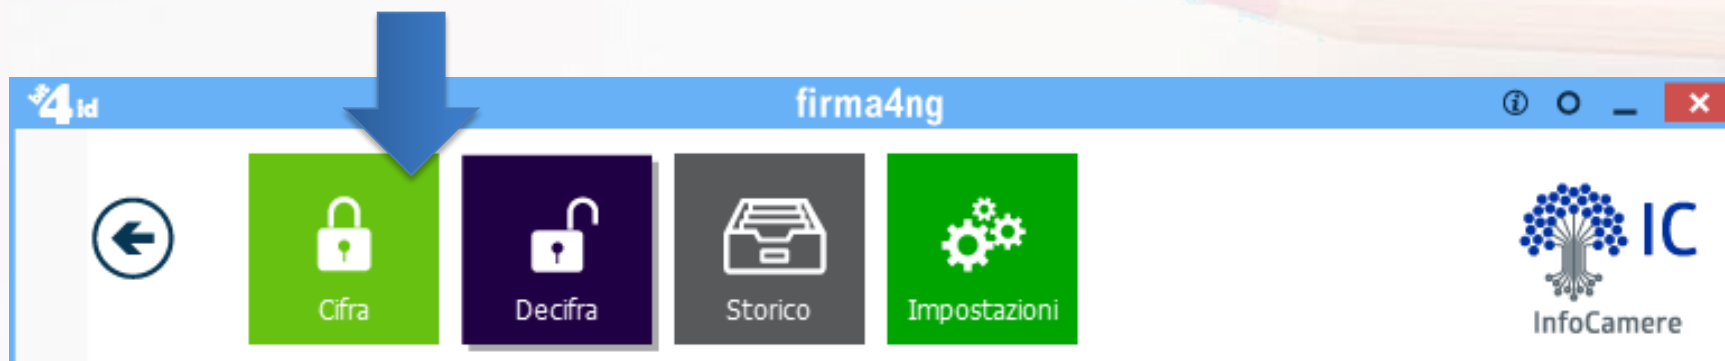 4id
firma4ng
Cifra
Decifra
Storico
Impostazioni
IC
InfoCamere